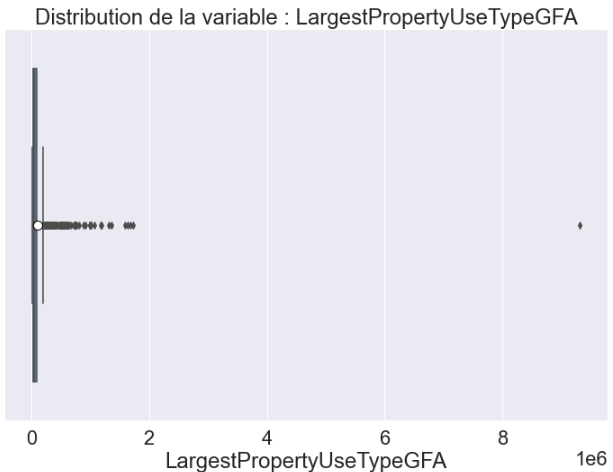 Distribution de la variable : LargestPropertyUseTypeGFA
0 2 4 6 8
1e6
LargestPropertyUseTypeGFA